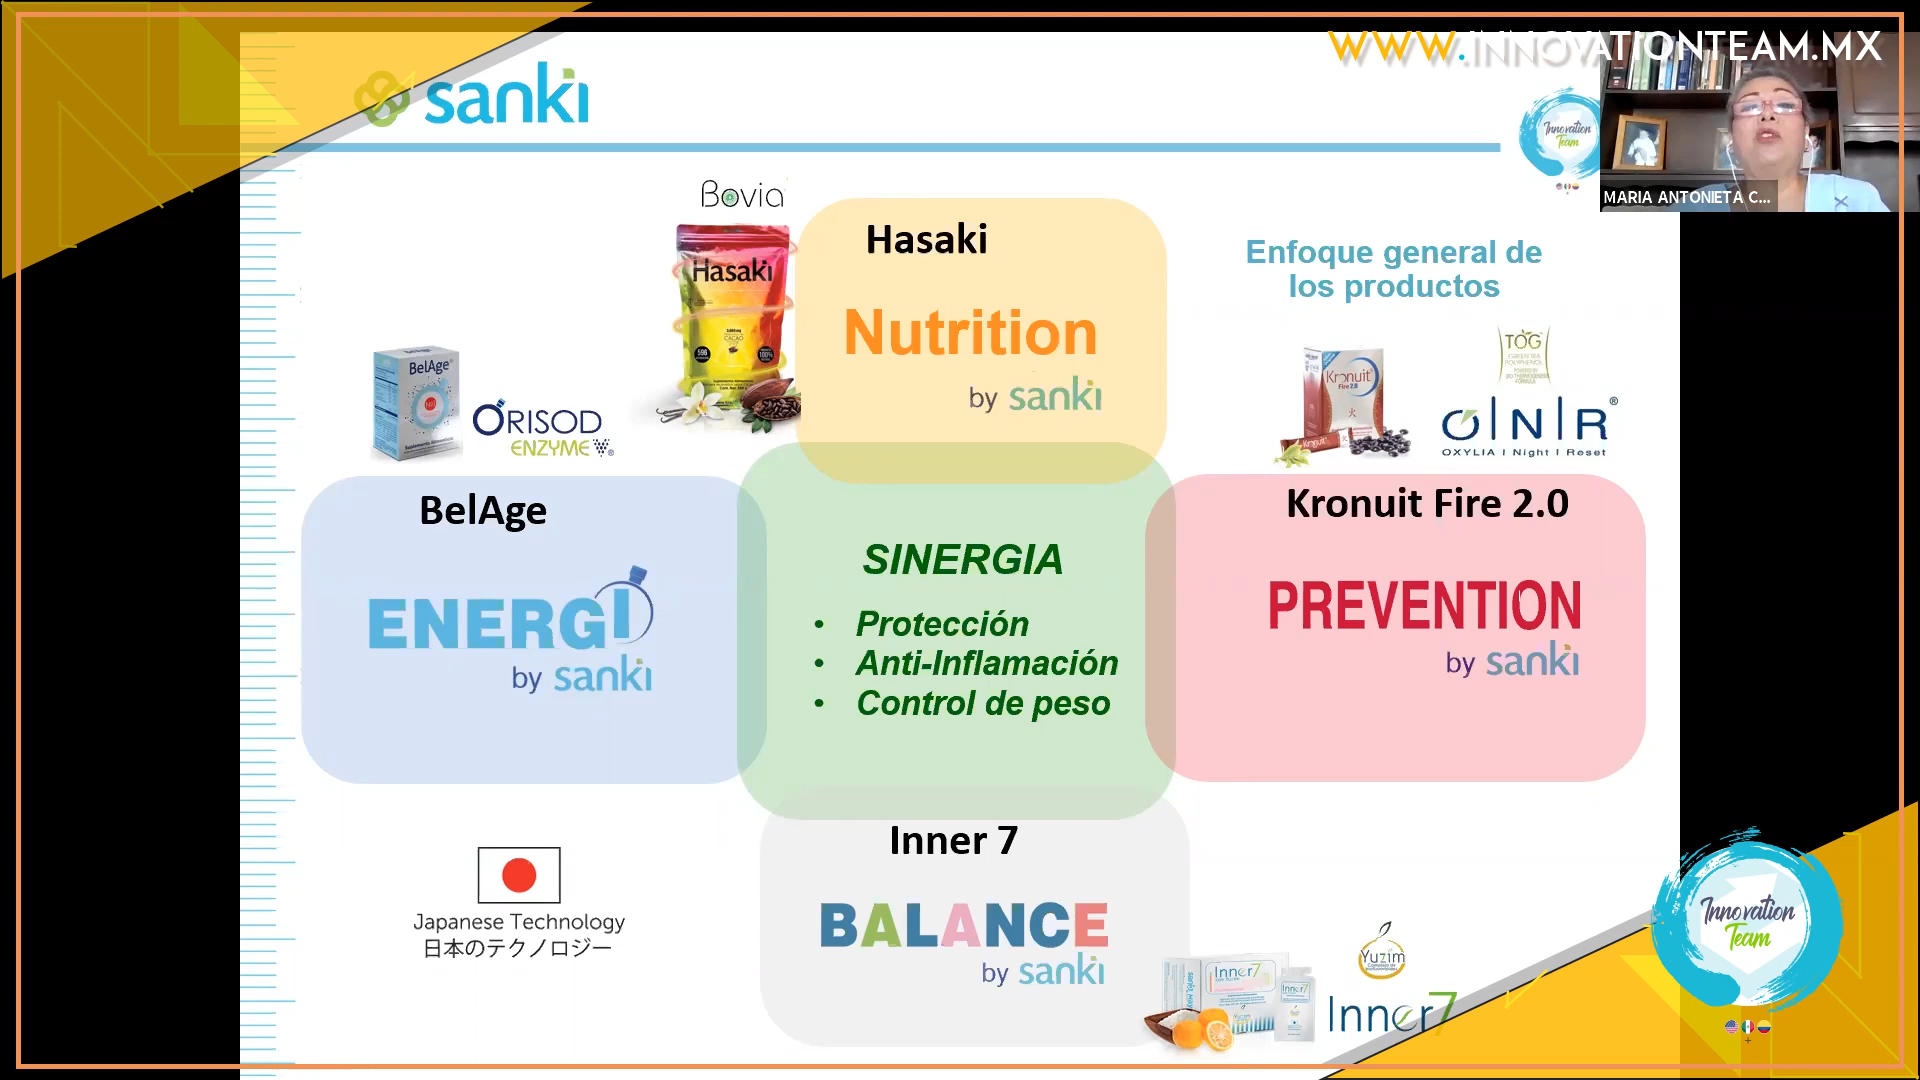 WWW.INNOVATIONTEAM.MX
sanki
Innovation
Team
MARIA ANTONIETA C...
Bovia
Hasaki
Hasaki
Nutrition
by sanki
Enfoque general de
los productos
BelAge
ORISOD
ENZYME
Kronuit
Fire 2.0
TOG
O|N|R
OXYLIA | Night | Reset
BelAge
ENERGI
by sanki
SINERGIA
• Protección
• Anti-Inflamación
• Control de peso
Kronuit Fire 2.0
PREVENTION
by sanki
Inner 7
BALANCE
by sanki
Japanese Technology
日本のテクノロジー
Inner7
Yuzim
Inner7
Innovation
Team